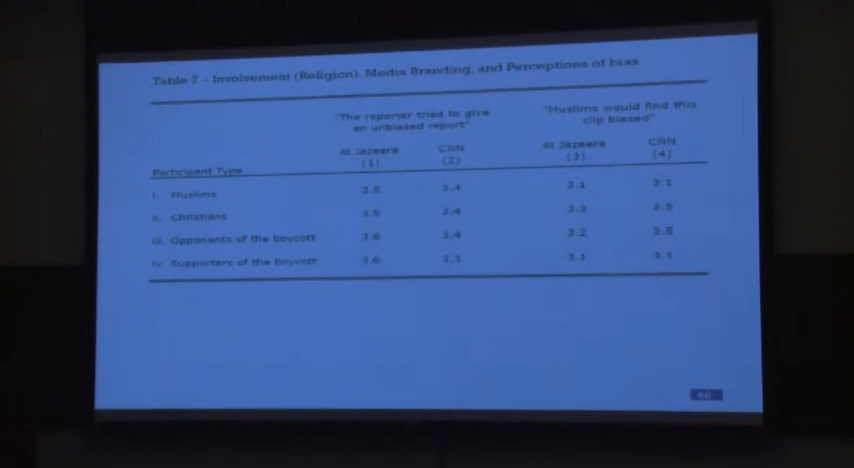 Table 7 – Involvement (Religion), Media Branding, and Perceptions of bias
"The reporter tried to give an unbiased report" "Muslims would find this clip biased"
Participant Type Al Jazeera (1) CNN (2) Al Jazeera (3) CNN (4)
i. Muslims 3.5 3.4 3.1 3.1
ii. Christians 3.5 3.4 3.3 3.5
iii. Opponents of the boycott 3.6 3.4 3.2 3.5
iv. Supporters of the boycott 3.6 3.3 3.1 3.1
40